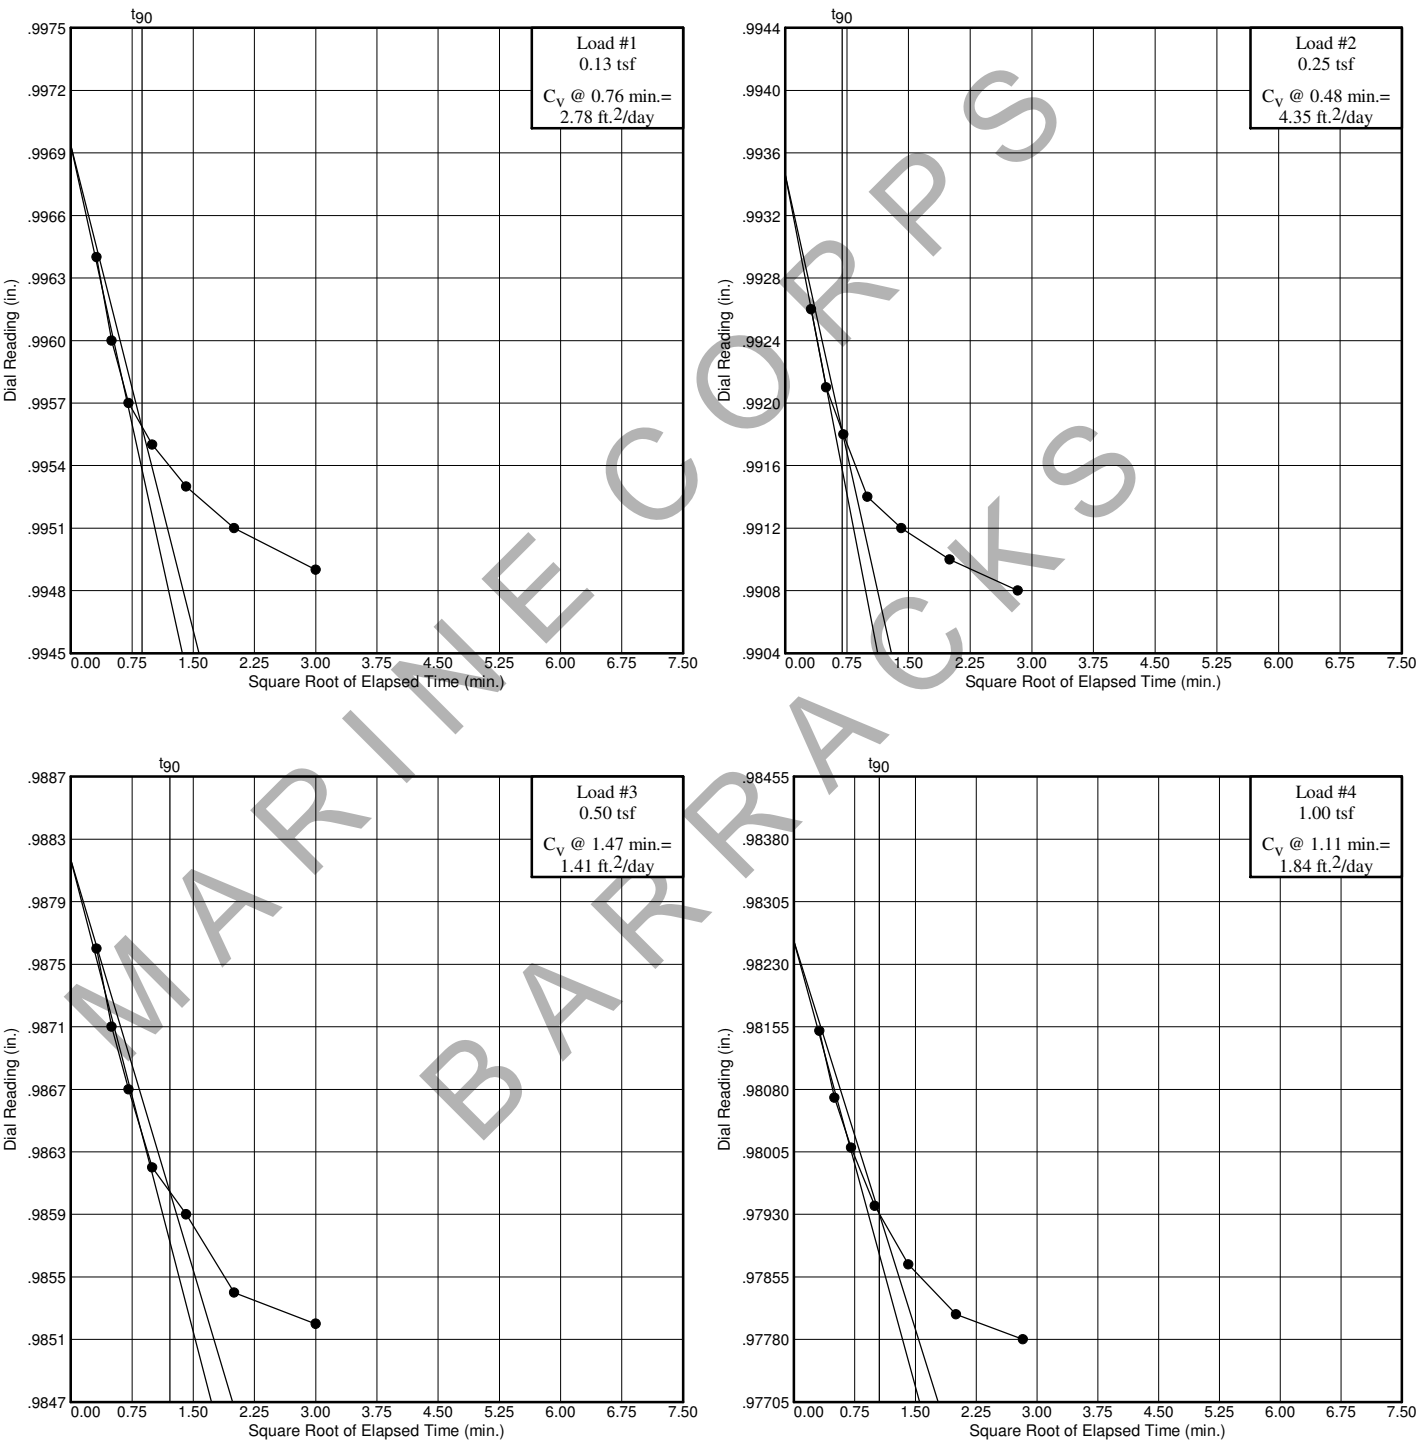 t90
.9975
.9972
.9969
.9966
.9963
.9960
.9957
.9954
.9951
.9948
.9945
Dial Reading (in.)
0.00 0.75 1.50 2.25 3.00 3.75 4.50 5.25 6.00 6.75 7.50
Square Root of Elapsed Time (min.)
Load #1
0.13 tsf
Cv @ 0.76 min.=
2.78 ft.2/day
t90
.9944
.9940
.9936
.9932
.9928
.9924
.9920
.9916
.9912
.9908
.9904
Dial Reading (in.)
0.00 0.75 1.50 2.25 3.00 3.75 4.50 5.25 6.00 6.75 7.50
Square Root of Elapsed Time (min.)
Load #2
0.25 tsf
Cv @ 0.48 min.=
4.35 ft.2/day
t90
.9887
.9883
.9879
.9875
.9871
.9867
.9863
.9859
.9855
.9851
.9847
Dial Reading (in.)
0.00 0.75 1.50 2.25 3.00 3.75 4.50 5.25 6.00 6.75 7.50
Square Root of Elapsed Time (min.)
Load #3
0.50 tsf
Cv @ 1.47 min.=
1.41 ft.2/day
t90
.98455
.98380
.98305
.98230
.98155
.98080
.98005
.97930
.97855
.97780
.97705
Dial Reading (in.)
0.00 0.75 1.50 2.25 3.00 3.75 4.50 5.25 6.00 6.75 7.50
Square Root of Elapsed Time (min.)
Load #4
1.00 tsf
Cv @ 1.11 min.=
1.84 ft.2/day
MARINE CORPS
BARRACKS